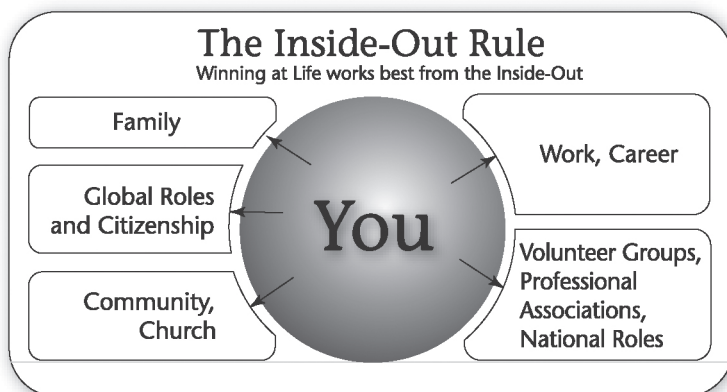 The Inside-Out Rule
Winning at Life works best from the Inside-Out
Family
Global Roles
and Citizenship
Community,
Church
You
Work, Career
Volunteer Groups,
Professional
Associations,
National Roles